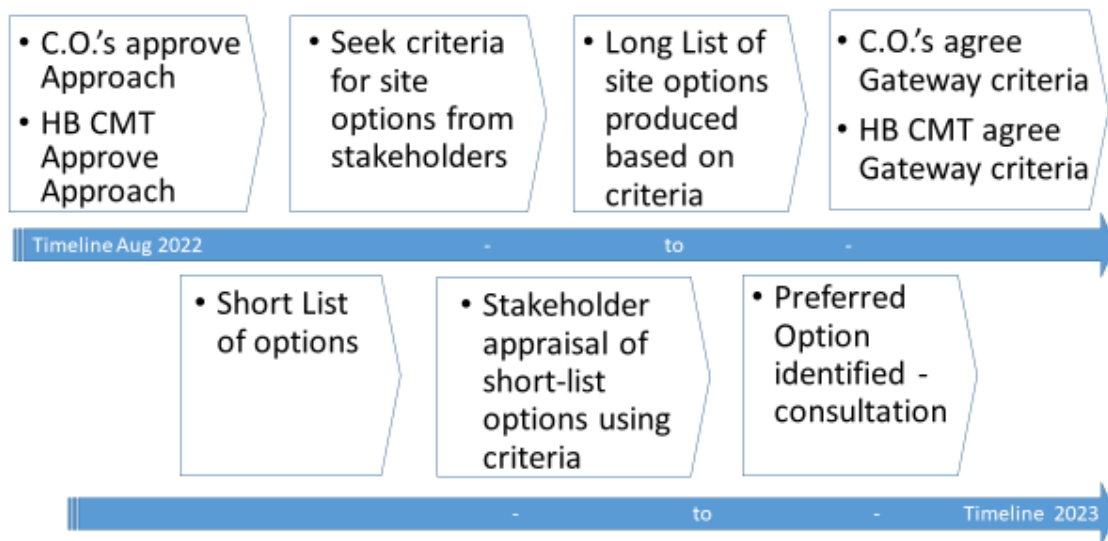 • C.O.'s approve
Approach
• HB CMT
Approve
Approach
• Seek criteria
for site
options from
stakeholders
• Long List of
site options
produced
based on
criteria
• C.O.'s agree
Gateway criteria
• HB CMT agree
Gateway criteria
Timeline Aug 2022 - to -
• Short List
of options
• Stakeholder
appraisal of
short-list
options using
criteria
• Preferred
Option
identified -
consultation
- to - Timeline 2023